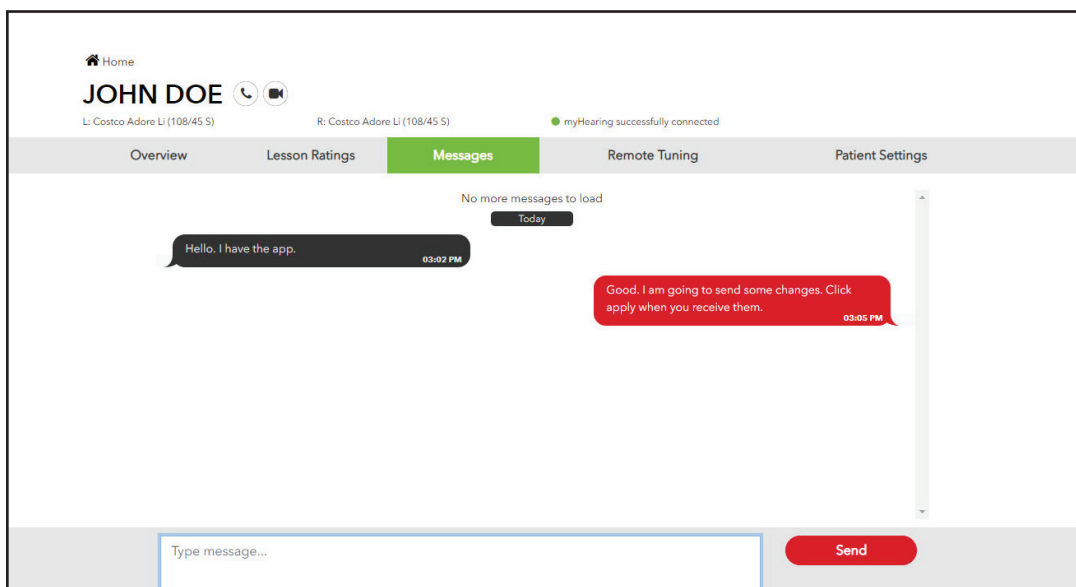 Home
JOHN DOE
L: Costco Adore Li (108/45 S) R: Costco Adore Li (108/45 S) myHearing successfully connected
Overview Lesson Ratings Messages Remote Tuning Patient Settings
No more messages to load
Today
Hello. I have the app.
03:02 PM
Good. I am going to send some changes. Click
apply when you receive them.
03:05 PM
Type message... Send